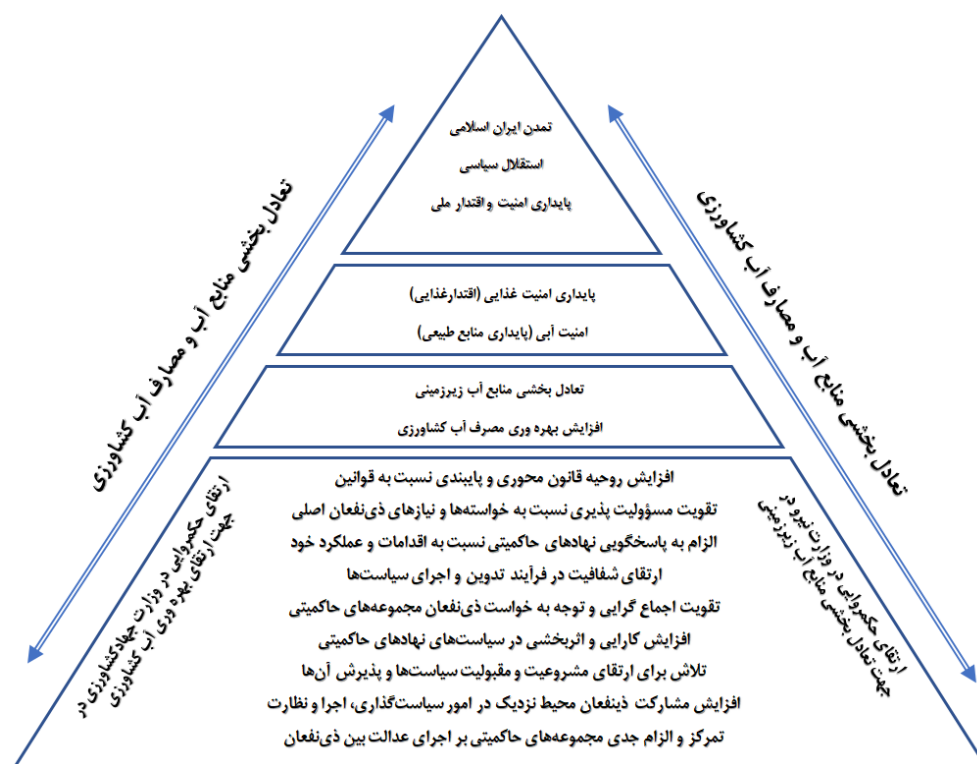 تمدن ایران اسلامی
استقلال سیاسی
پایداری امنیت و اقتدار ملی
پایداری امنیت غذایی (اقتدارغذایی)
امنیت آبی (پایداری منابع طبیعی)
تعادل بخشی منابع آب زیرزمینی
افزایش بهره وری مصرف آب کشاورزی
افزایش روحیه قانون محوری و پایبندی نسبت به قوانین
تقویت مسؤولیت پذیری نسبت به خواسته‌ها و نیازهای ذی‌نفعان اصلی
الزام به پاسخگویی نهادهای حاکمیتی نسبت به اقدامات و عملکرد خود
ارتقای شفافیت در فرآیند تدوین و اجرای سیاست‌ها
تقویت اجماع گرایی و توجه به خواست ذی‌نفعان مجموعه‌های حاکمیتی
افزایش کارایی و اثربخشی در سیاست‌های نهادهای حاکمیتی
تلاش برای ارتقای مشروعیت و مقبولیت سیاست‌ها و پذیرش آن‌ها
افزایش مشارکت ذینفعان محیط نزدیک در امور سیاست‌گذاری، اجرا و نظارت
تمرکز و الزام جدی مجموعه‌های حاکمیتی بر اجرای عدالت بین ذی‌نفعان
تعادل بخشی منابع آب و مصارف آب کشاورزی
ارتقای حکمروایی در وزارت نیرو در
جهت تعادل بخشی منابع آب زیرزمینی
تعادل بخشی منابع آب و مصارف آب کشاورزی
ارتقای حکمروایی در وزارت جهادکشاورزی در
جهت ارتقای بهره وری آب کشاورزی